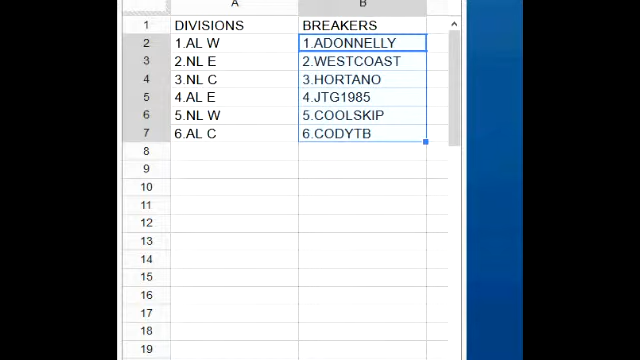 A B
1 DIVISIONS BREAKERS
2 1.AL W 1.ADONNELLY
3 2.NL E 2.WESTCOAST
4 3.NL C 3.HORTANO
5 4.AL E 4.JTG1985
6 5.NL W 5.COOLSKIP
7 6.AL C 6.CODYTB
8
9
10
11
12
13
14
15
16
17
18
19